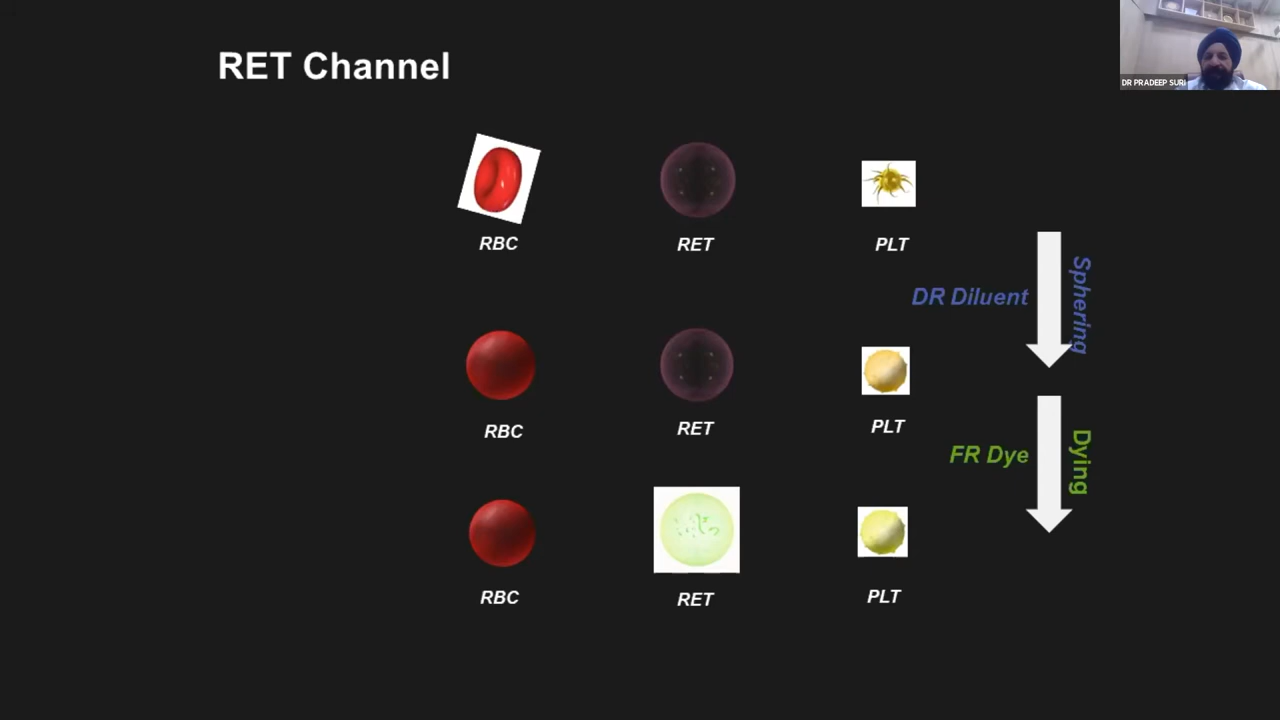 RET Channel
DR PRADEEP SURI
RBC
RET
PLT
DR Diluent
Sphering
RBC
RET
PLT
FR Dye
Dying
RBC
RET
PLT